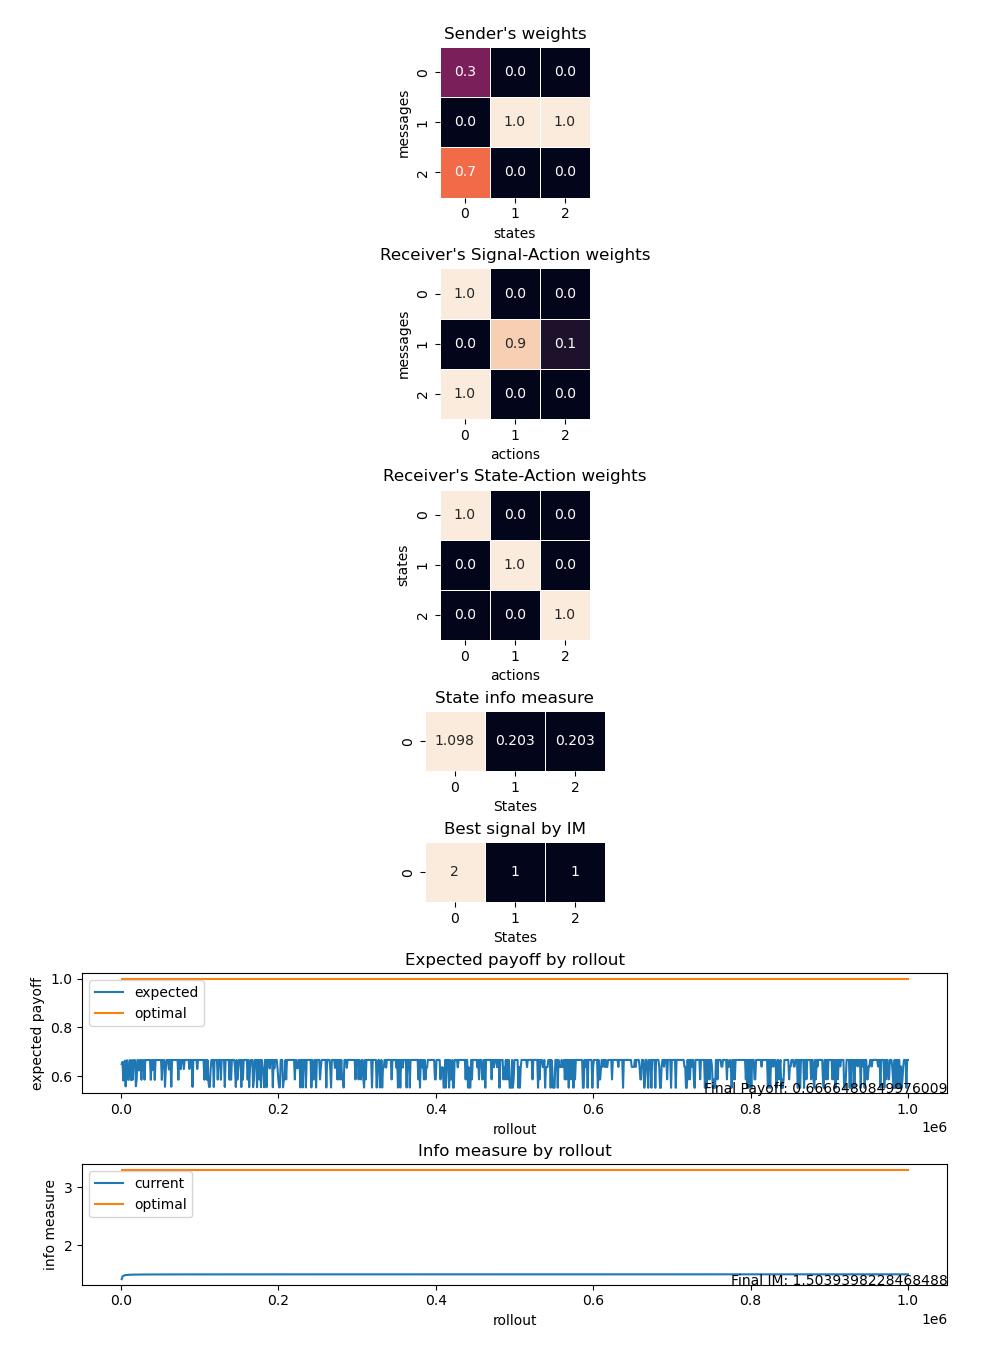 Sender's weights
0 0.3 0.0 0.0
messages
1 0.0 1.0 1.0
2 0.7 0.0 0.0
0 1 2
states
Receiver's Signal-Action weights
0 1.0 0.0 0.0
messages
1 0.0 0.9 0.1
2 1.0 0.0 0.0
0 1 2
actions
Receiver's State-Action weights
0 1.0 0.0 0.0
states
1 0.0 1.0 0.0
2 0.0 0.0 1.0
0 1 2
actions
State info measure
0 1.098 0.203 0.203
0 1 2
States
Best signal by IM
0 2 1 1
0 1 2
States
Expected payoff by rollout
expected payoff
1.0
0.8
0.6
expected
optimal
Final Payoff: 0.6666480849976009
0.0 0.2 0.4 0.6 0.8 1.0
1e6
rollout
Info measure by rollout
info measure
3
2
current
optimal
Final IM: 1.5039398228468488
0.0 0.2 0.4 0.6 0.8 1.0
1e6
rollout